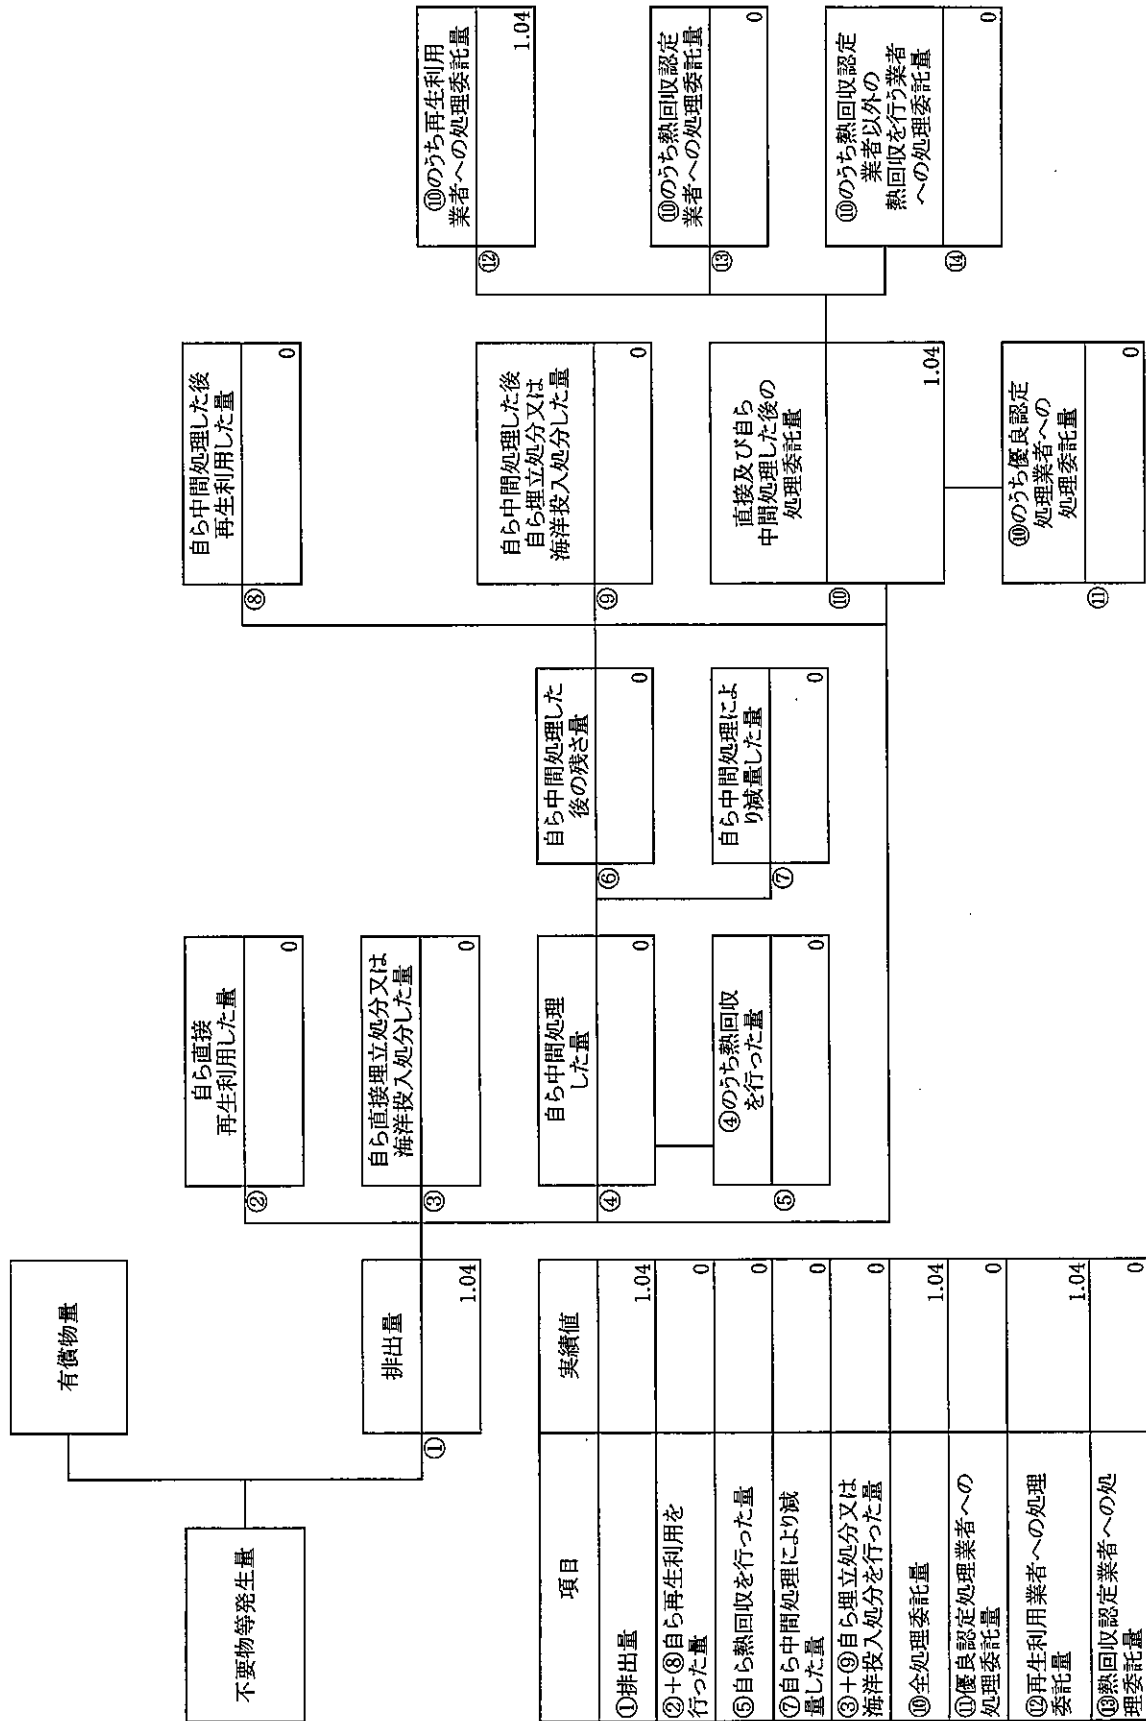 不要物等発生量
有償物量
①
排出量
1.04
②
自ら直接
再生利用した量
0
③
自ら直接埋立処分又は
海洋投入処分した量
0
④
自ら中間処理
した量
0
⑤
④のうち熱回収
を行った量
0
⑥
自ら中間処理した
後の残さ量
0
⑦
自ら中間処理によ
り減量した量
0
⑧
自ら中間処理した後
再生利用した量
0
⑨
自ら中間処理した後
自ら埋立処分又は
海洋投入処分した量
0
⑩
直接及び自ら
中間処理した後の
処理委託量
1.04
⑪
⑩のうち優良認定
処理業者への
処理委託量
0
⑫
⑩のうち再生利用
業者への処理委託量
1.04
⑬
⑩のうち熱回収認定
業者への処理委託量
0
⑭
⑩のうち熱回収認定
業者以外の
熱回収を行う業者
への処理委託量
0
項目
実績値
①排出量
1.04
②+⑧自ら再生利用を
行った量
0
⑤自ら熱回収を行った量
0
⑦自ら中間処理により減
量した量
0
③+⑨自ら埋立処分又は
海洋投入処分を行った量
0
⑩全処理委託量
1.04
⑪優良認定処理業者への
処理委託量
0
⑫再生利用業者への処理
委託量
1.04
⑬熱回収認定業者への処
理委託量
0